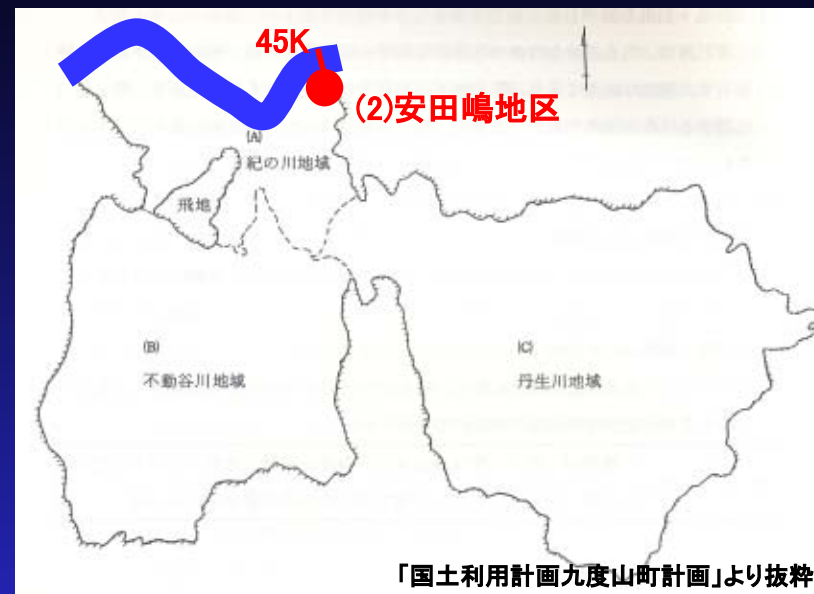 45K
(2)安田嶋地区
(A)
紀の川地域
飛地
(B)
不動谷川地域
(C)
丹生川地域
「国土利用計画九度山町計画」より抜粋